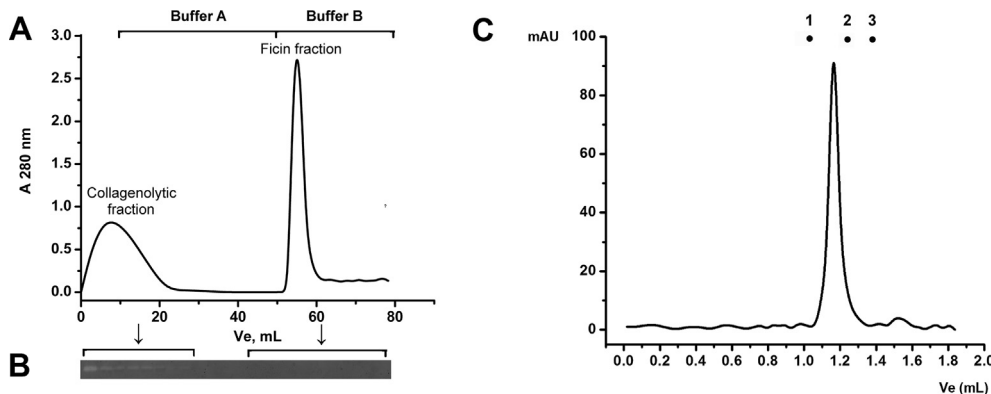 A
Buffer A
Buffer B
3.0
2.5
2.0
1.5
1.0
0.5
0.0
A 280 nm
Ficin fraction
Collagenolytic
fraction
0
20
40
60
80
Ve, mL
B
C
mAU
1
2
3
100
80
60
40
20
0
0.0
0.2
0.4
0.6
0.8
1.0
1.2
1.4
1.6
1.8
2.0
Ve (mL)